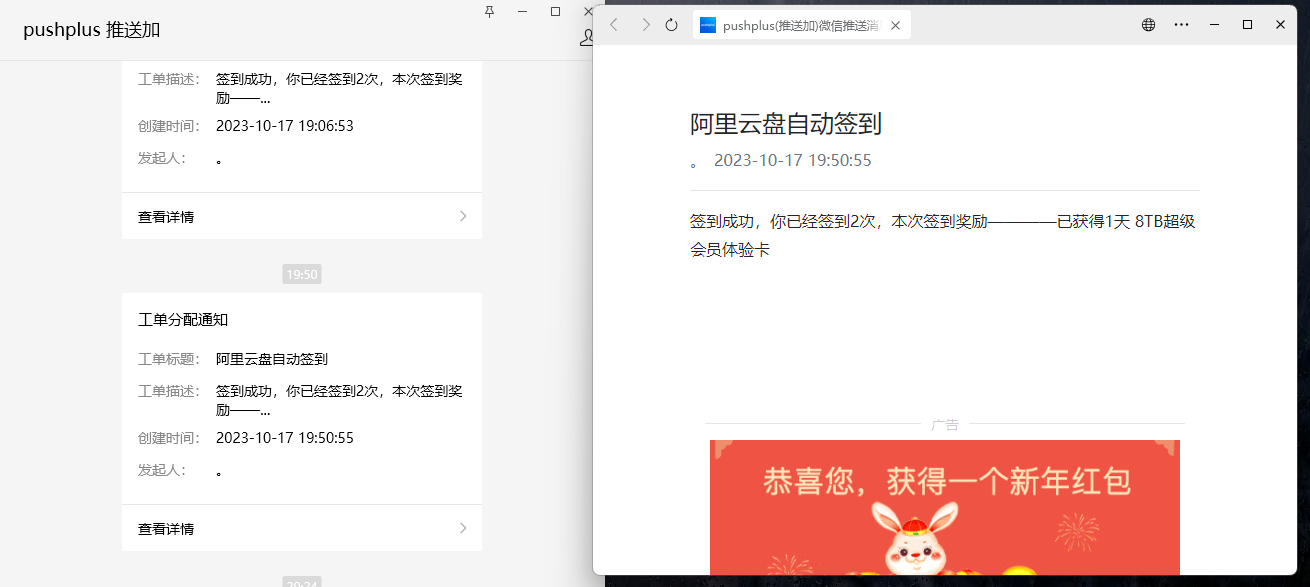 pushplus 推送加
工单描述： 签到成功，你已经签到2次，本次签到奖
励——...
创建时间： 2023-10-17 19:06:53
发起人： 。
查看详情
19:50
工单分配通知
工单标题： 阿里云盘自动签到
工单描述： 签到成功，你已经签到2次，本次签到奖
励——...
创建时间： 2023-10-17 19:50:55
发起人： 。
查看详情
20:24
pushplus(推送加)微信推送消
阿里云盘自动签到
。 2023-10-17 19:50:55
签到成功，你已经签到2次，本次签到奖励————已获得1天 8TB超级
会员体验卡
广告
恭喜您，获得一个新年红包